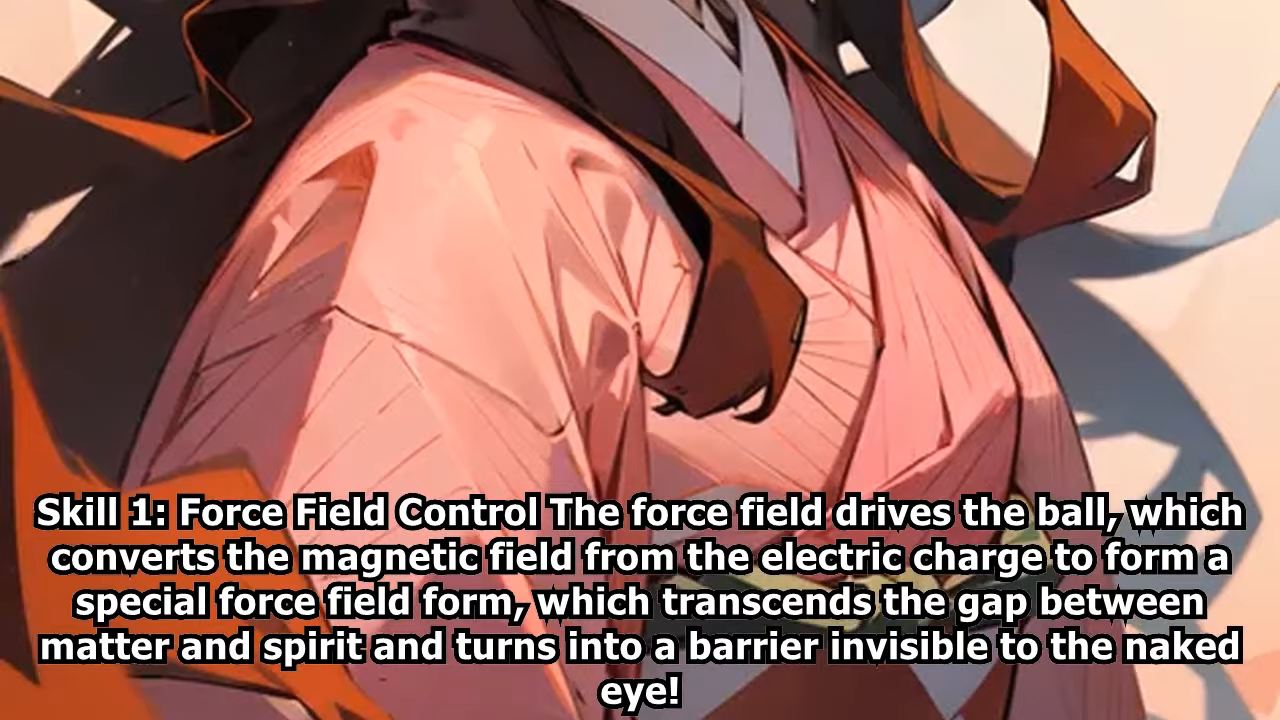 Skill 1: Force Field Control The force field drives the ball, which
converts the magnetic field from the electric charge to form a
special force field form, which transcends the gap between
matter and spirit and turns into a barrier invisible to the naked
eye!